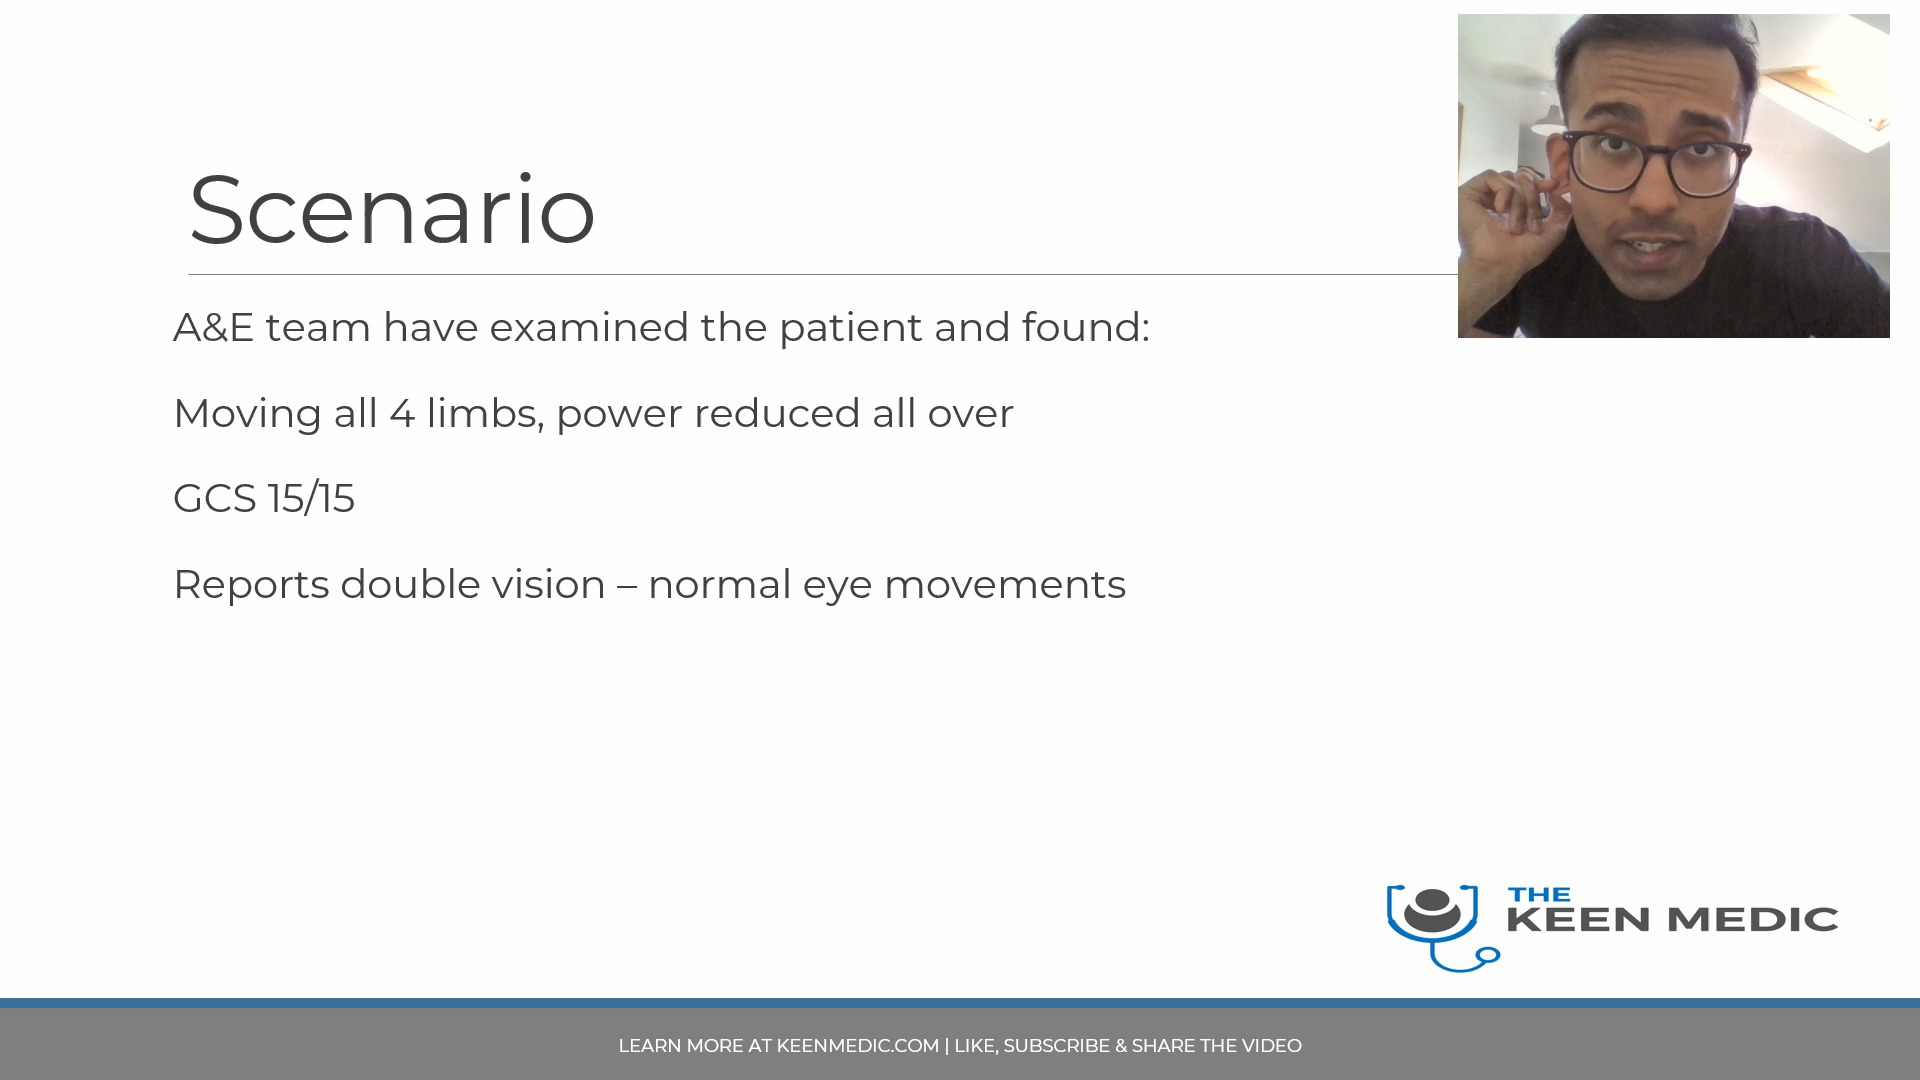 Scenario
A&E team have examined the patient and found:
Moving all 4 limbs, power reduced all over
GCS 15/15
Reports double vision – normal eye movements
THE
KEEN MEDIC
LEARN MORE AT KEENMEDIC.COM | LIKE, SUBSCRIBE & SHARE THE VIDEO